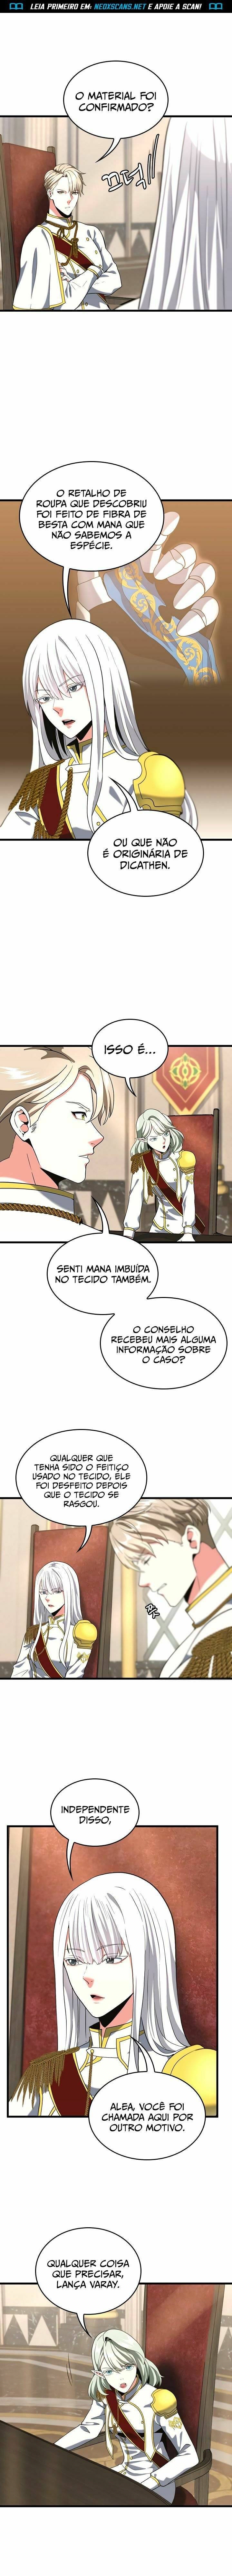 LEIA PRIMEIRO EM: NEOXSCANS.NET E APOIE A SCAN!
O MATERIAL FOI
CONFIRMADO?
O RETALHO DE
ROUPA QUE DESCOBRIU
FOI FEITO DE FIBRA DE
BESTA COM MANA QUE
NÃO SABEMOS A
ESPÉCIE.
OU QUE NÃO
É ORIGINÁRIA DE
DICATHEN.
ISSO É...
SENTI MANA IMBUÍDA
NO TECIDO TAMBÉM.
O CONSELHO
RECEBEU MAIS ALGUMA
INFORMAÇÃO SOBRE
O CASO?
QUALQUER QUE
TENHA SIDO O FEITIÇO
USADO NO TECIDO, ELE
FOI DESFEITO DEPOIS
QUE O TECIDO SE
RASGOU.
INDEPENDENTE
DISSO,
ALEA, VOCÊ FOI
CHAMADA AQUI POR
OUTRO MOTIVO.
QUALQUER COISA
QUE PRECISAR,
LANÇA VARAY.